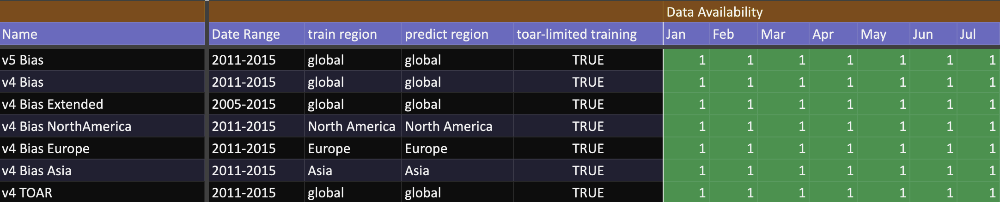 Data Availability
Name Date Range train region predict region toar-limited training Jan Feb Mar Apr May Jun Jul
v5 Bias 2011-2015 global global TRUE 1 1 1 1 1 1 1
v4 Bias 2011-2015 global global TRUE 1 1 1 1 1 1 1
v4 Bias Extended 2005-2015 global global TRUE 1 1 1 1 1 1 1
v4 Bias NorthAmerica 2011-2015 North America North America TRUE 1 1 1 1 1 1 1
v4 Bias Europe 2011-2015 Europe Europe TRUE 1 1 1 1 1 1 1
v4 Bias Asia 2011-2015 Asia Asia TRUE 1 1 1 1 1 1 1
v4 TOAR 2011-2015 global global TRUE 1 1 1 1 1 1 1